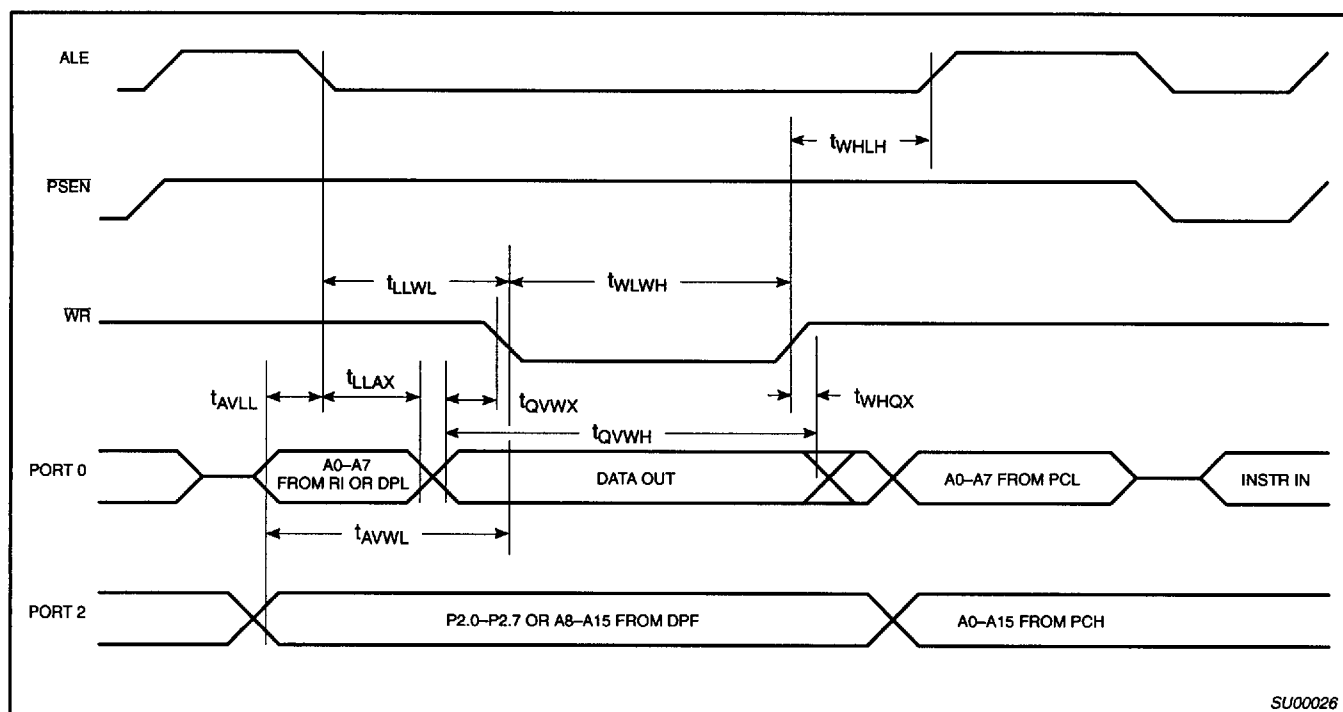 ALE
tWHLH
PSEN
tLLWL
tWLWH
WR
tAVLL
tLLAX
tQVWX
tWHQX
tQVWH
PORT 0
A0–A7
FROM RI OR DPL
DATA OUT
A0–A7 FROM PCL
INSTR IN
tAVWL
PORT 2
P2.0–P2.7 OR A8–A15 FROM DPF
A0–A15 FROM PCH
SU00026